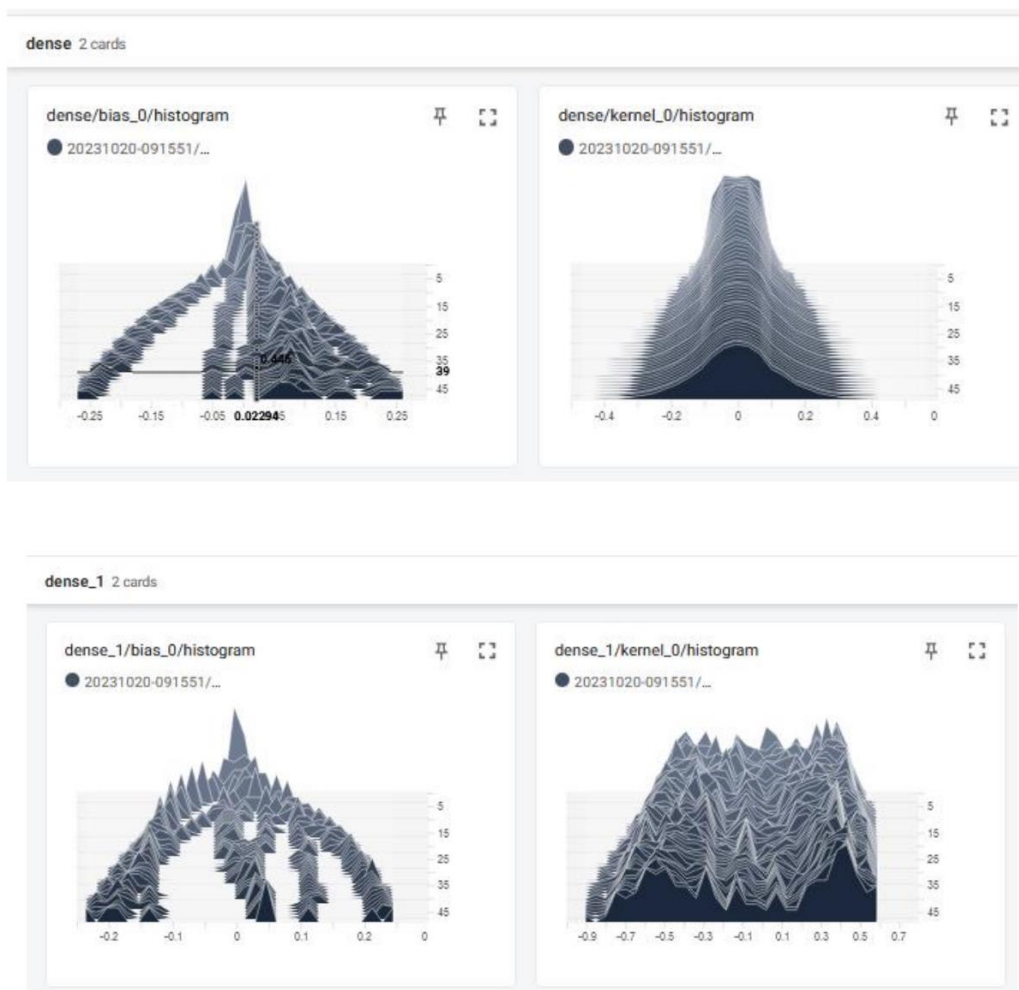 dense 2 cards
dense/bias_0/histogram
20231020-091551/...
0.446
5
15
25
35
39
45
-0.25 -0.15 -0.05 0.02294 0.15 0.25
dense/kernel_0/histogram
20231020-091551/...
5
15
25
35
45
-0.4 -0.2 0 0.2 0.4 0
dense_1 2 cards
dense_1/bias_0/histogram
20231020-091551/...
5
15
25
35
45
-0.2 -0.1 0 0.1 0.2 0
dense_1/kernel_0/histogram
20231020-091551/...
5
15
25
35
45
-0.9 -0.7 -0.5 -0.3 -0.1 0.1 0.3 0.5 0.7